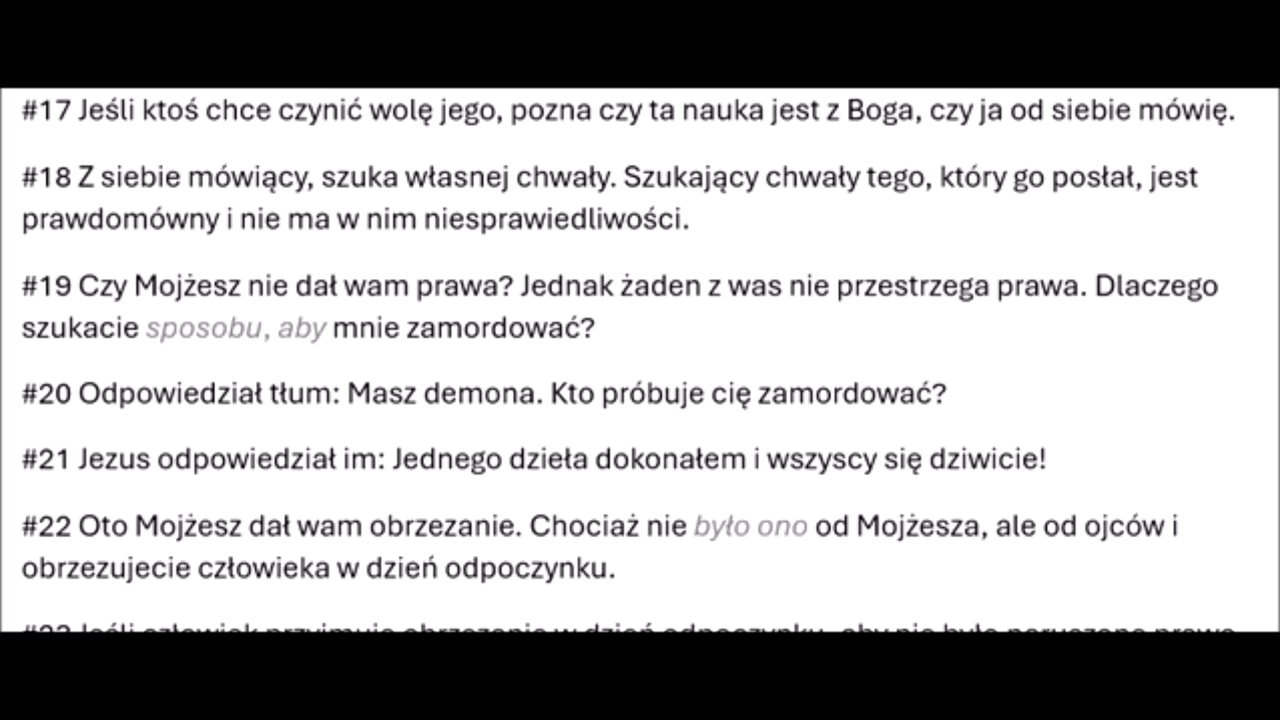 #17 Jeśli ktoś chce czynić wolę jego, pozna czy ta nauka jest z Boga, czy ja od siebie mówię.
#18 Z siebie mówiący, szuka własnej chwały. Szukający chwały tego, który go posłał, jest
prawdomówny i nie ma w nim niesprawiedliwości.
#19 Czy Mojżesz nie dał wam prawa? Jednak żaden z was nie przestrzega prawa. Dlaczego
szukacie sposobu, aby mnie zamordować?
#20 Odpowiedział tłum: Masz demona. Kto próbuje cię zamordować?
#21 Jezus odpowiedział im: Jednego dzieła dokonałem i wszyscy się dziwicie!
#22 Oto Mojżesz dał wam obrzezanie. Chociaż nie było ono od Mojżesza, ale od ojców i
obrzezujecie człowieka w dzień odpoczynku.